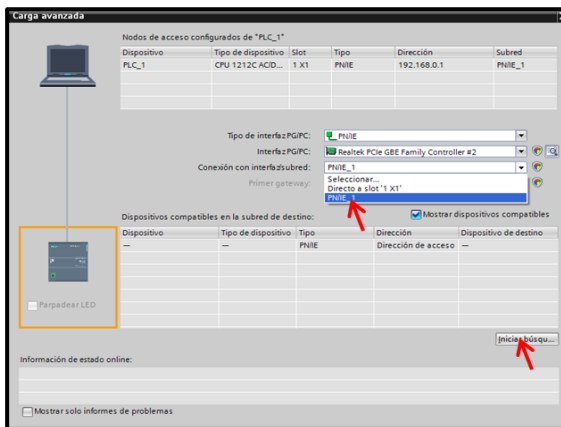 Carga avanzada
Nodos de acceso configurados de "PLC_1"
Dispositivo Tipo de dispositivo Slot Tipo Dirección Subred
PLC_1 CPU 1212C AC/D... 1 X1 PN/IE 192.168.0.1 PN/IE_1
Tipo de interfaz PG/PC: PN/IE
Interfaz PG/PC: Realtek PCIe GBE Family Controller #2
Conexión con interfaz/subred: PN/IE_1
Seleccionar...
Directo a slot '1 X1'
PN/IE_1
Primer gateway:
Dispositivos compatibles en la subred de destino: Mostrar dispositivos compatibles
Dispositivo Tipo de dispositivo Tipo Dirección Dispositivo de destino
— — PN/IE Dirección de acceso —
Parpadear LED
Iniciar búsqu...
Información de estado online:
Mostrar solo informes de problemas